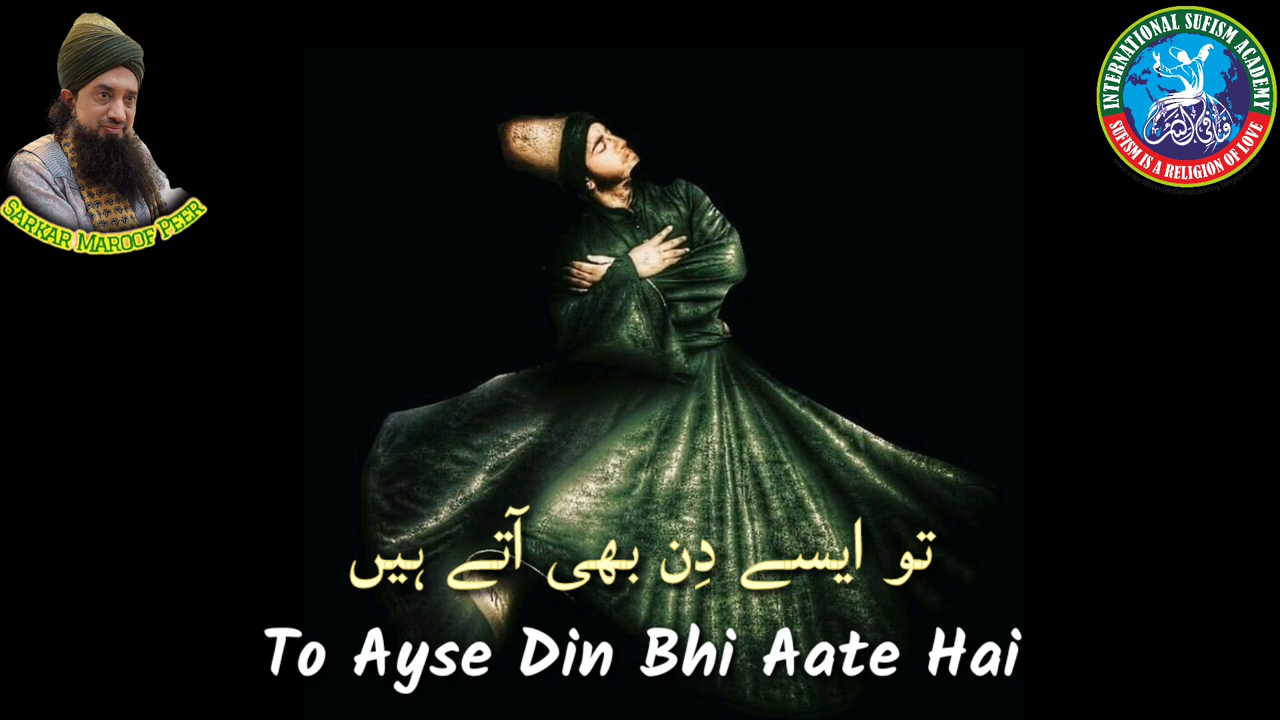 SARKAR MAROOF PEER
INTERNATIONAL SUFISM ACADEMY
SUFISM IS A RELIGION OF LOVE
تو ایسے دِن بھی آتے ہیں
To Ayse Din Bhi Aate Hai